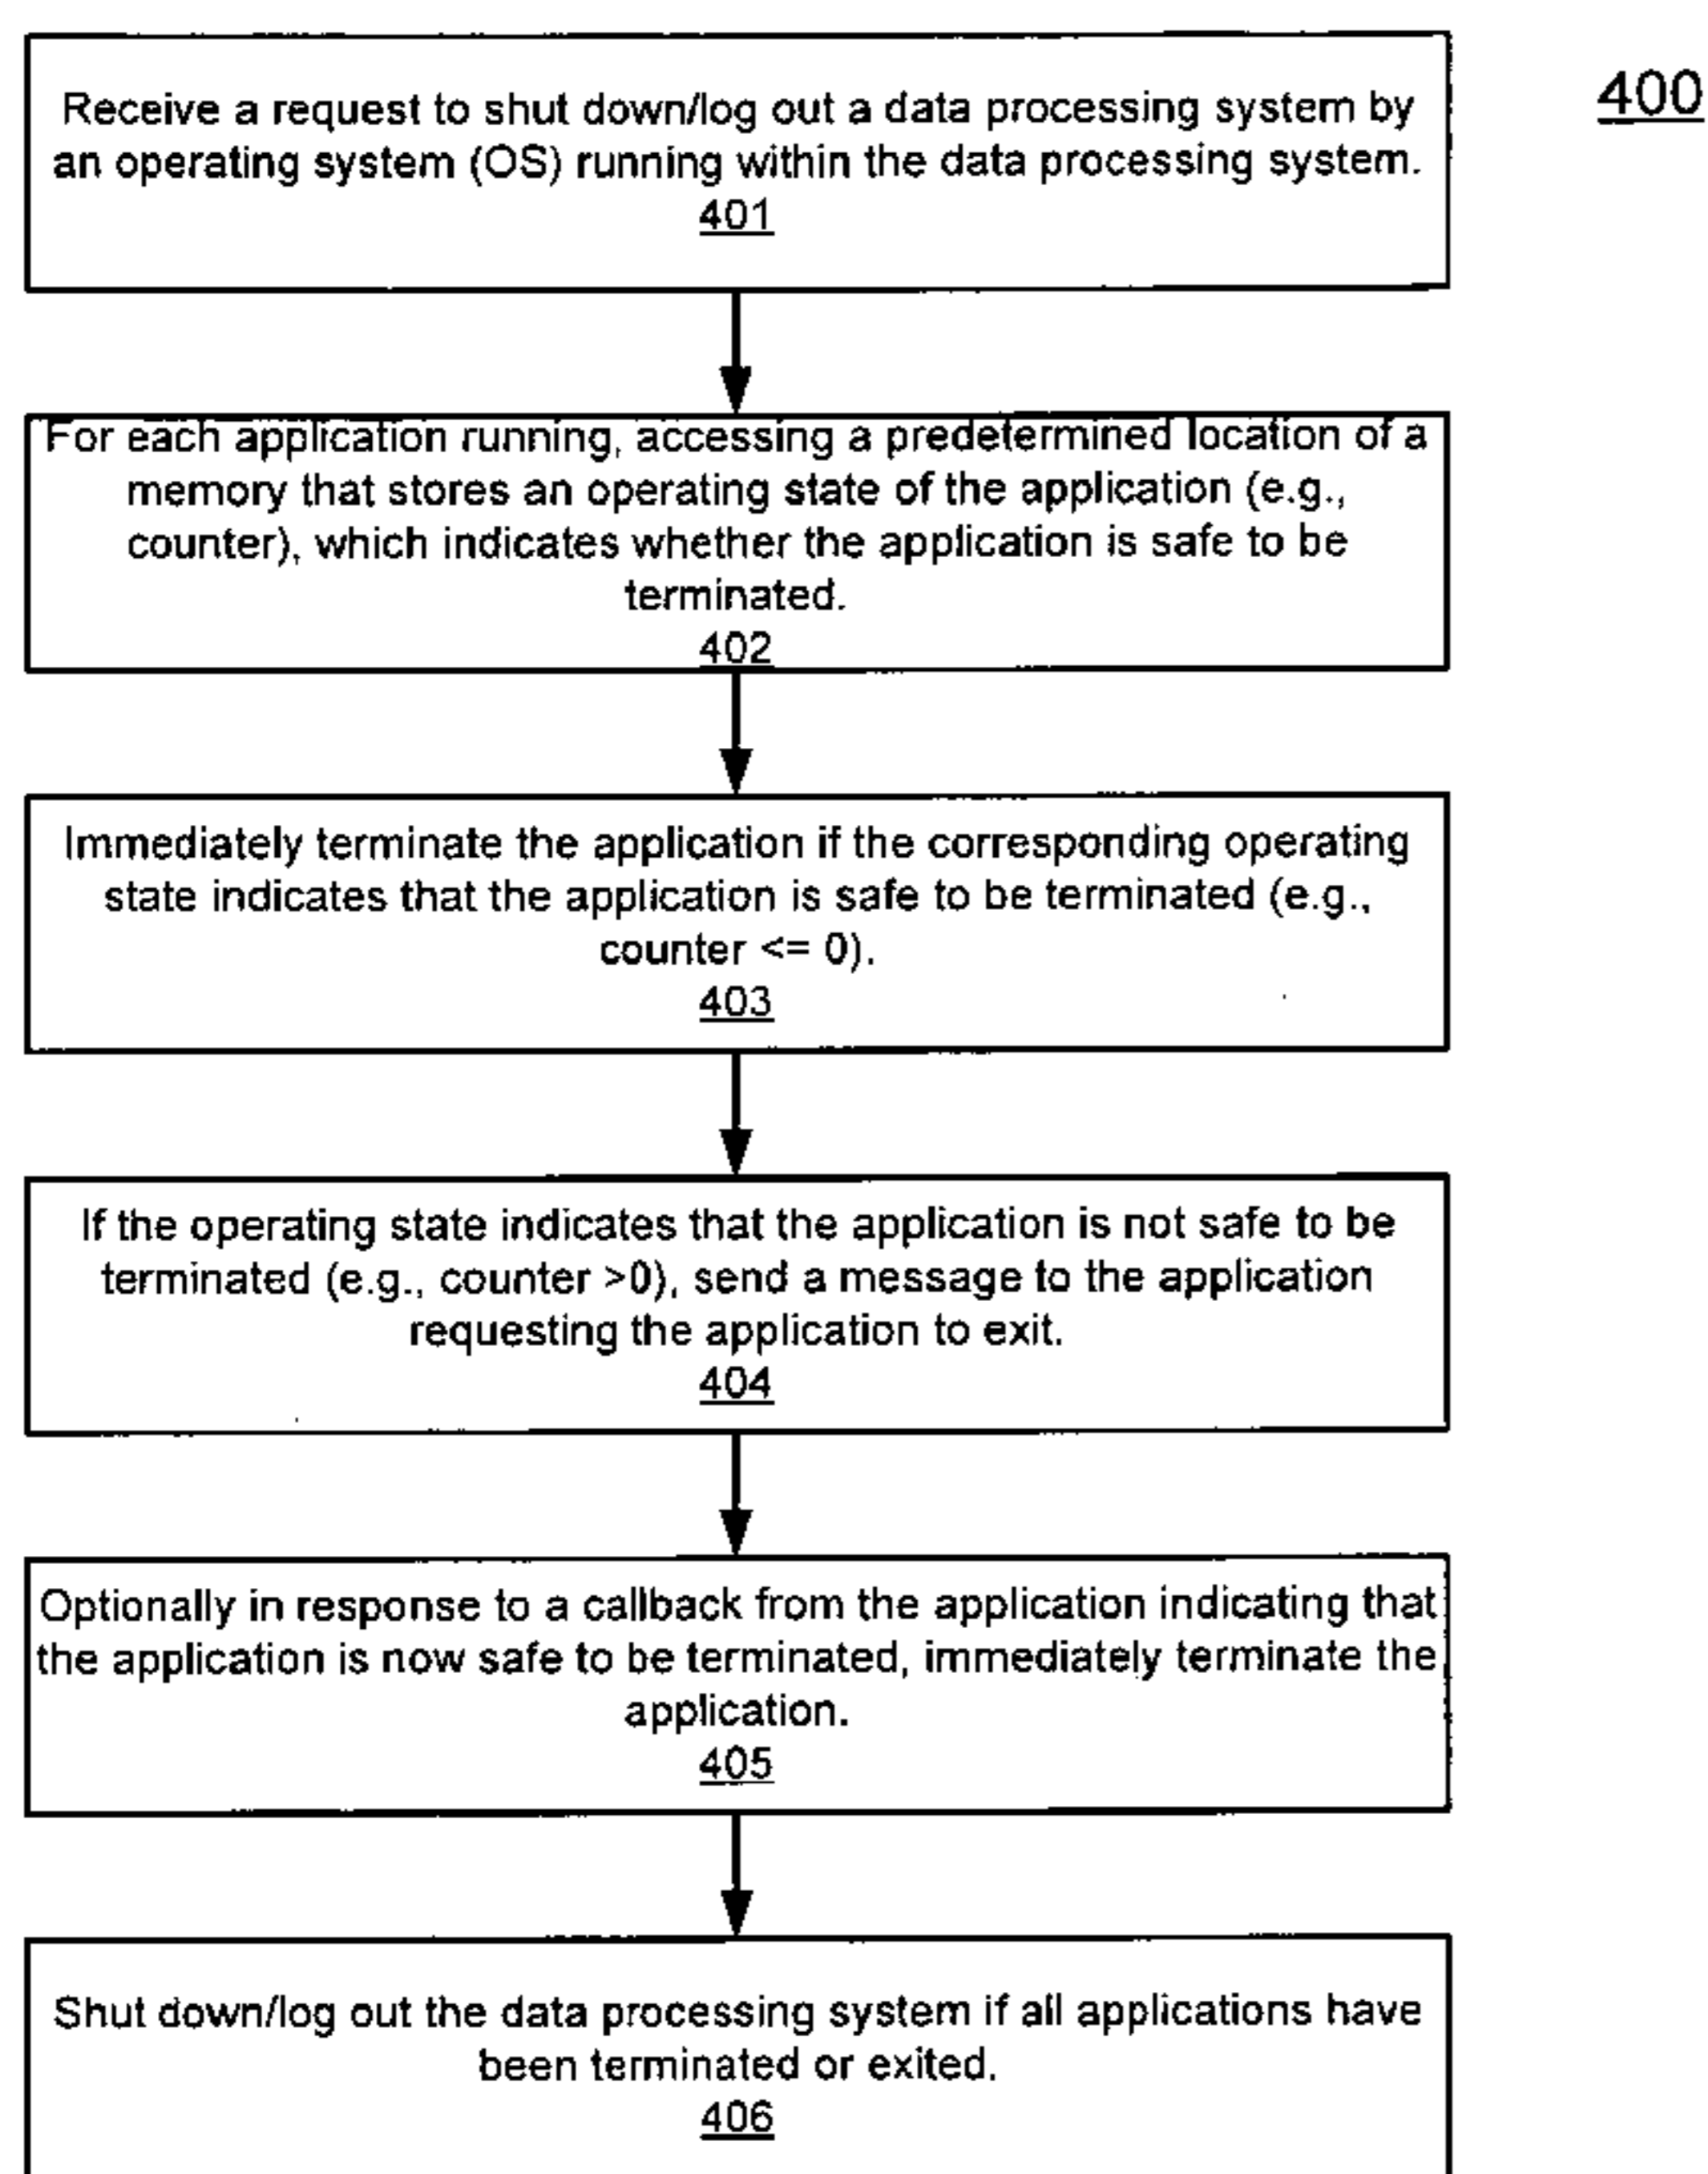 400
Receive a request to shut down/log out a data processing system by
an operating system (OS) running within the data processing system.
401
For each application running, accessing a predetermined location of a
memory that stores an operating state of the application (e.g.,
counter), which indicates whether the application is safe to be
terminated.
402
Immediately terminate the application if the corresponding operating
state indicates that the application is safe to be terminated (e.g.,
counter <= 0).
403
If the operating state indicates that the application is not safe to be
terminated (e.g., counter >0), send a message to the application
requesting the application to exit.
404
Optionally in response to a callback from the application indicating that
the application is now safe to be terminated, immediately terminate the
application.
405
Shut down/log out the data processing system if all applications have
been terminated or exited.
406